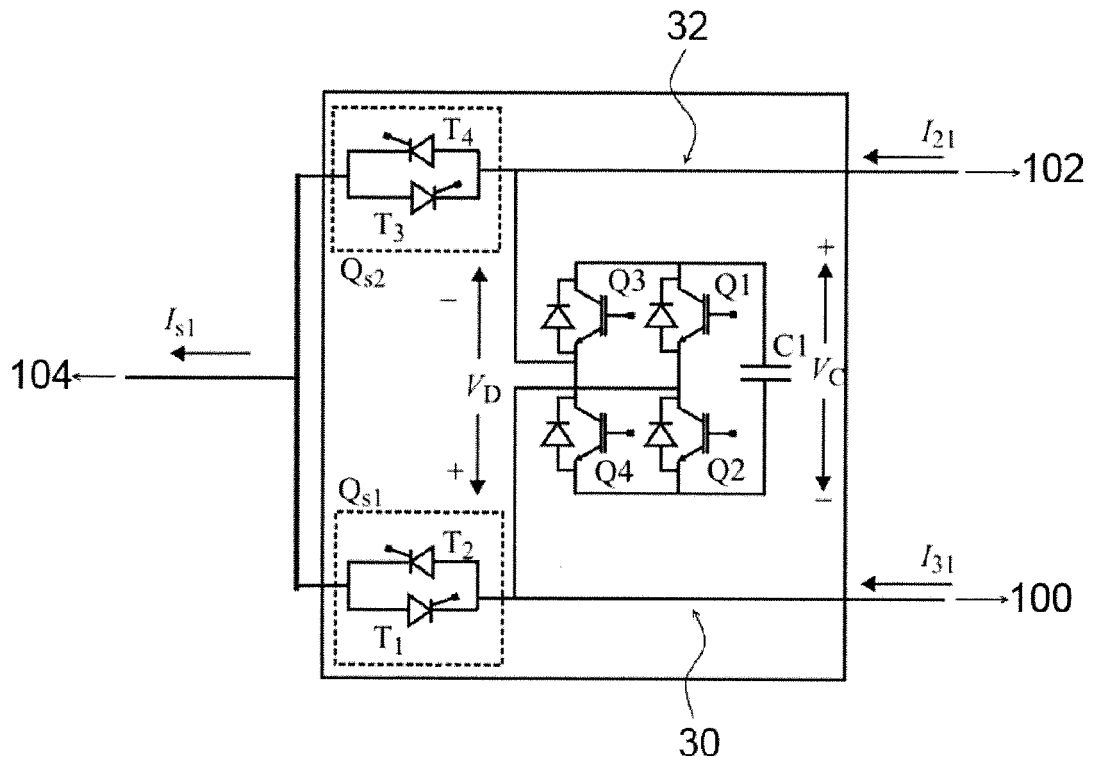 32
T4
I21
102
T3
Qs2
−
+
Q3
Q1
Is1
C1
104
VD
VC
Q4
Q2
+
−
Qs1
T2
I31
100
T1
30